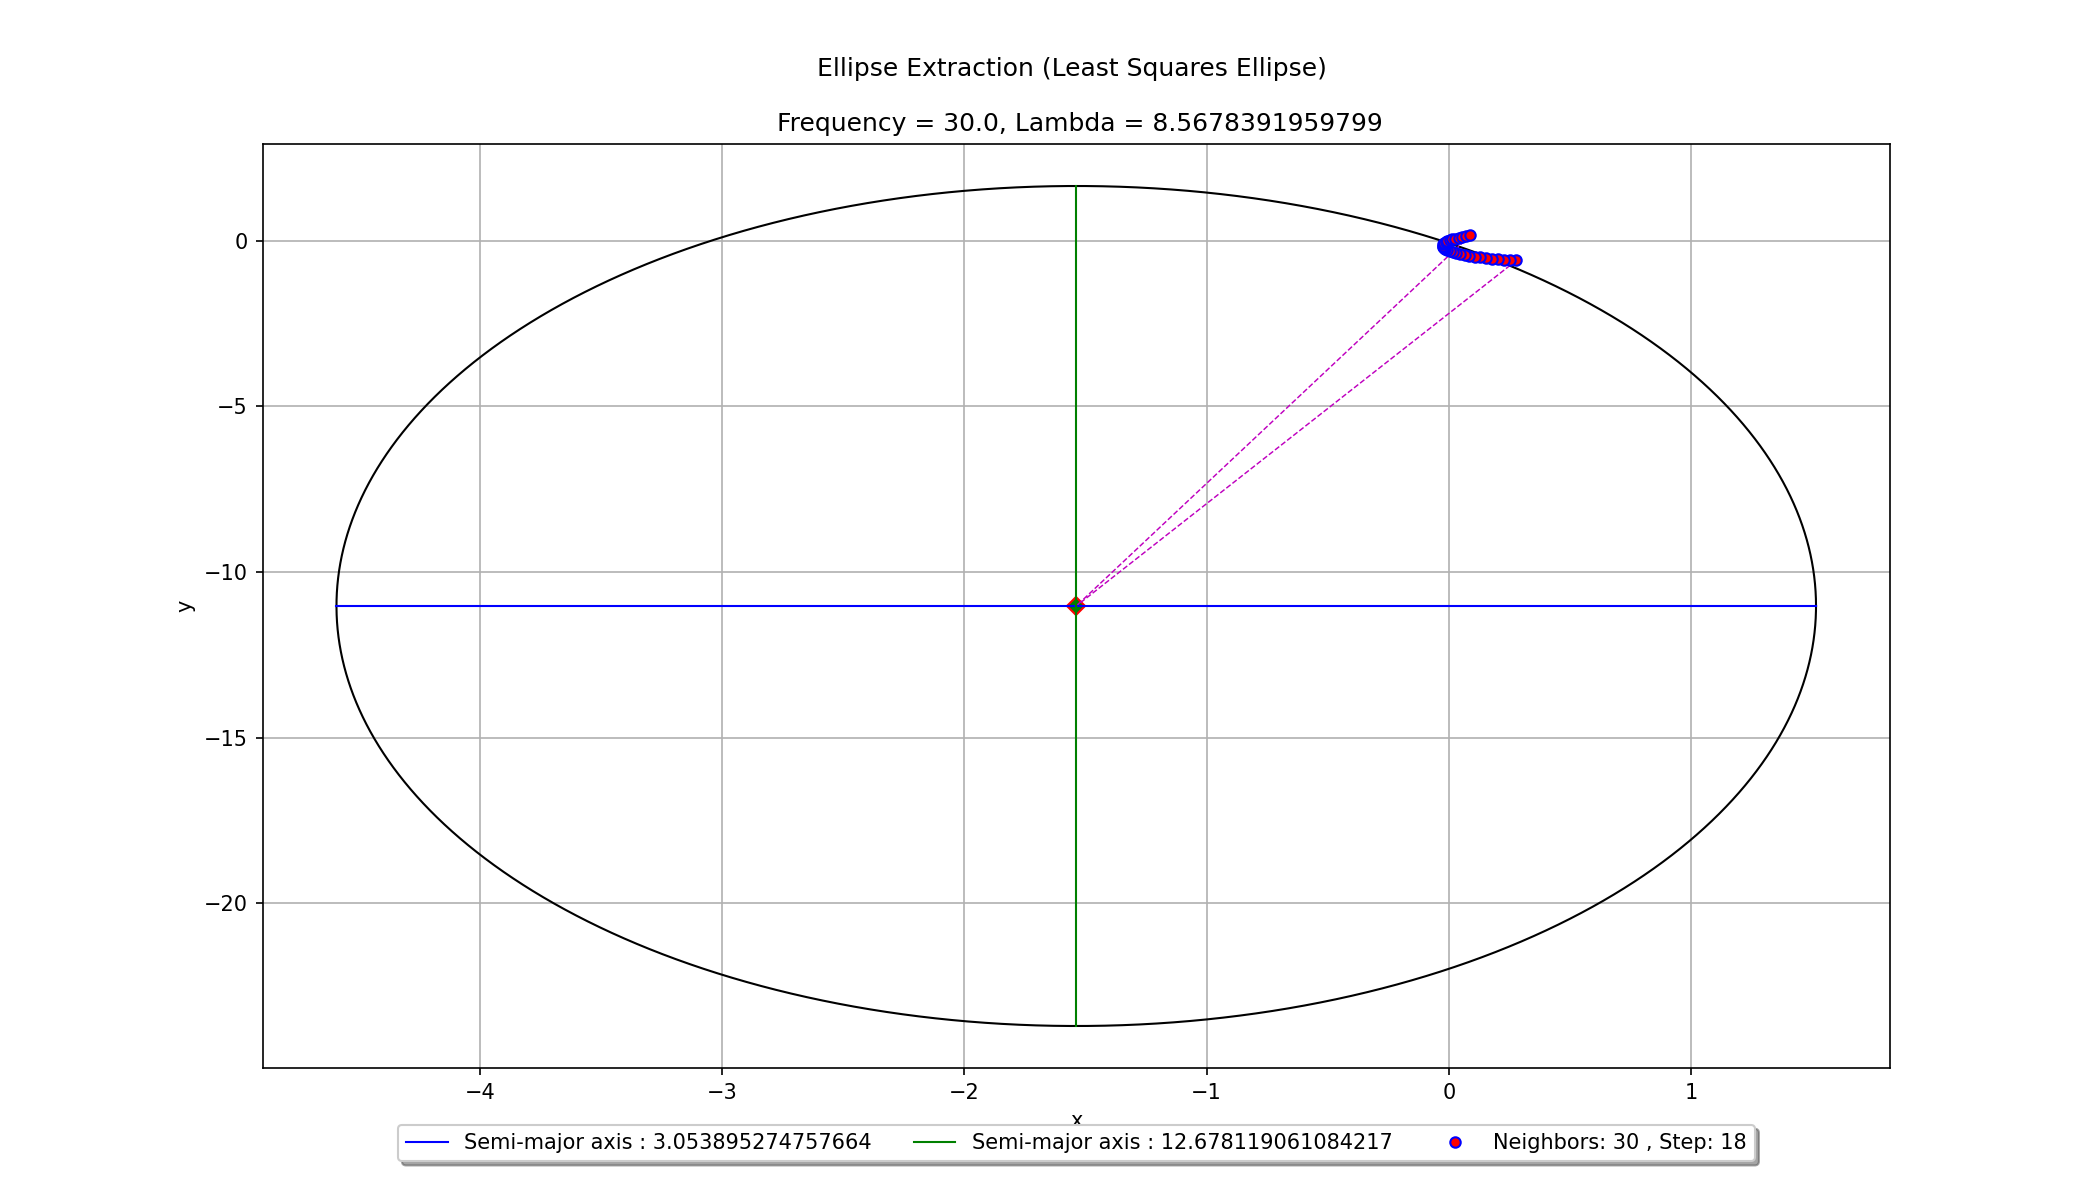 Ellipse Extraction (Least Squares Ellipse)
Frequency = 30.0, Lambda = 8.5678391959799
0
−5
−10
−15
−20
y
−4 −3 −2 −1 0 1
x
Semi-major axis : 3.053895274757664 Semi-major axis : 12.678119061084217 Neighbors: 30 , Step: 18